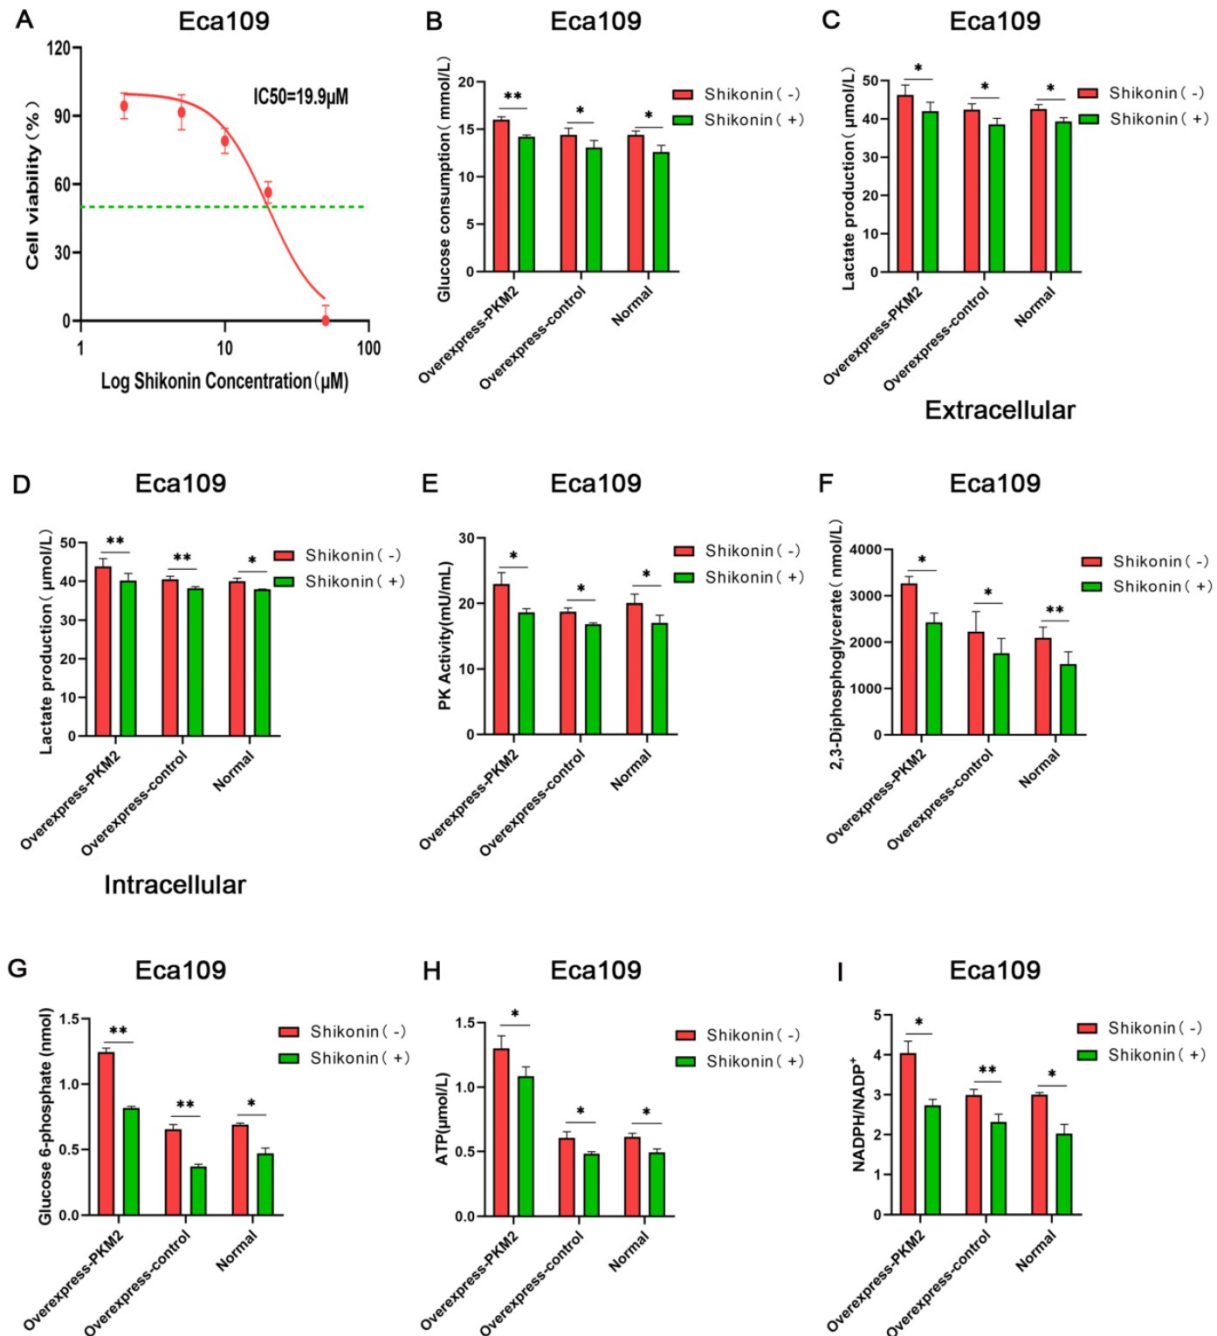 A
Eca109
120
90
60
30
0
Cell viability (%)
IC50=19.9μM
1
10
100
Log Shikonin Concentration (μM)
B
Eca109
20
15
10
5
0
Glucose consumption( mmol/L)
**
*
*
Shikonin( - )
Shikonin( + )
Overexpress-PKM2
Overexpress-control
Normal
C
Eca109
50
40
30
20
10
0
Lactate production( μmol/L)
*
*
*
Shikonin( - )
Shikonin( + )
Overexpress-PKM2
Overexpress-control
Normal
Extracellular
D
Eca109
50
40
30
20
10
0
Lactate production( μmol/L)
**
**
*
Shikonin( - )
Shikonin( + )
Overexpress-PKM2
Overexpress-control
Normal
Intracellular
E
Eca109
30
20
10
0
PK Activity(mU/mL)
*
*
*
Shikonin( - )
Shikonin( + )
Overexpress-PKM2
Overexpress-control
Normal
F
Eca109
4000
3000
2000
1000
0
2,3-Diphosphoglycerate( nmol/L)
*
*
**
Shikonin( - )
Shikonin( + )
Overexpress-PKM2
Overexpress-control
Normal
G
Eca109
1.5
1.0
0.5
0.0
Glucose 6-phosphate (nmol)
**
**
*
Shikonin( - )
Shikonin( + )
Overexpress-PKM2
Overexpress-control
Normal
H
Eca109
1.5
1.0
0.5
0.0
ATP(μmol/L)
*
*
*
Shikonin( - )
Shikonin( + )
Overexpress-PKM2
Overexpress-control
Normal
I
Eca109
5
4
3
2
1
0
NADPH/NADP⁺
*
**
*
Shikonin( - )
Shikonin( + )
Overexpress-PKM2
Overexpress-control
Normal